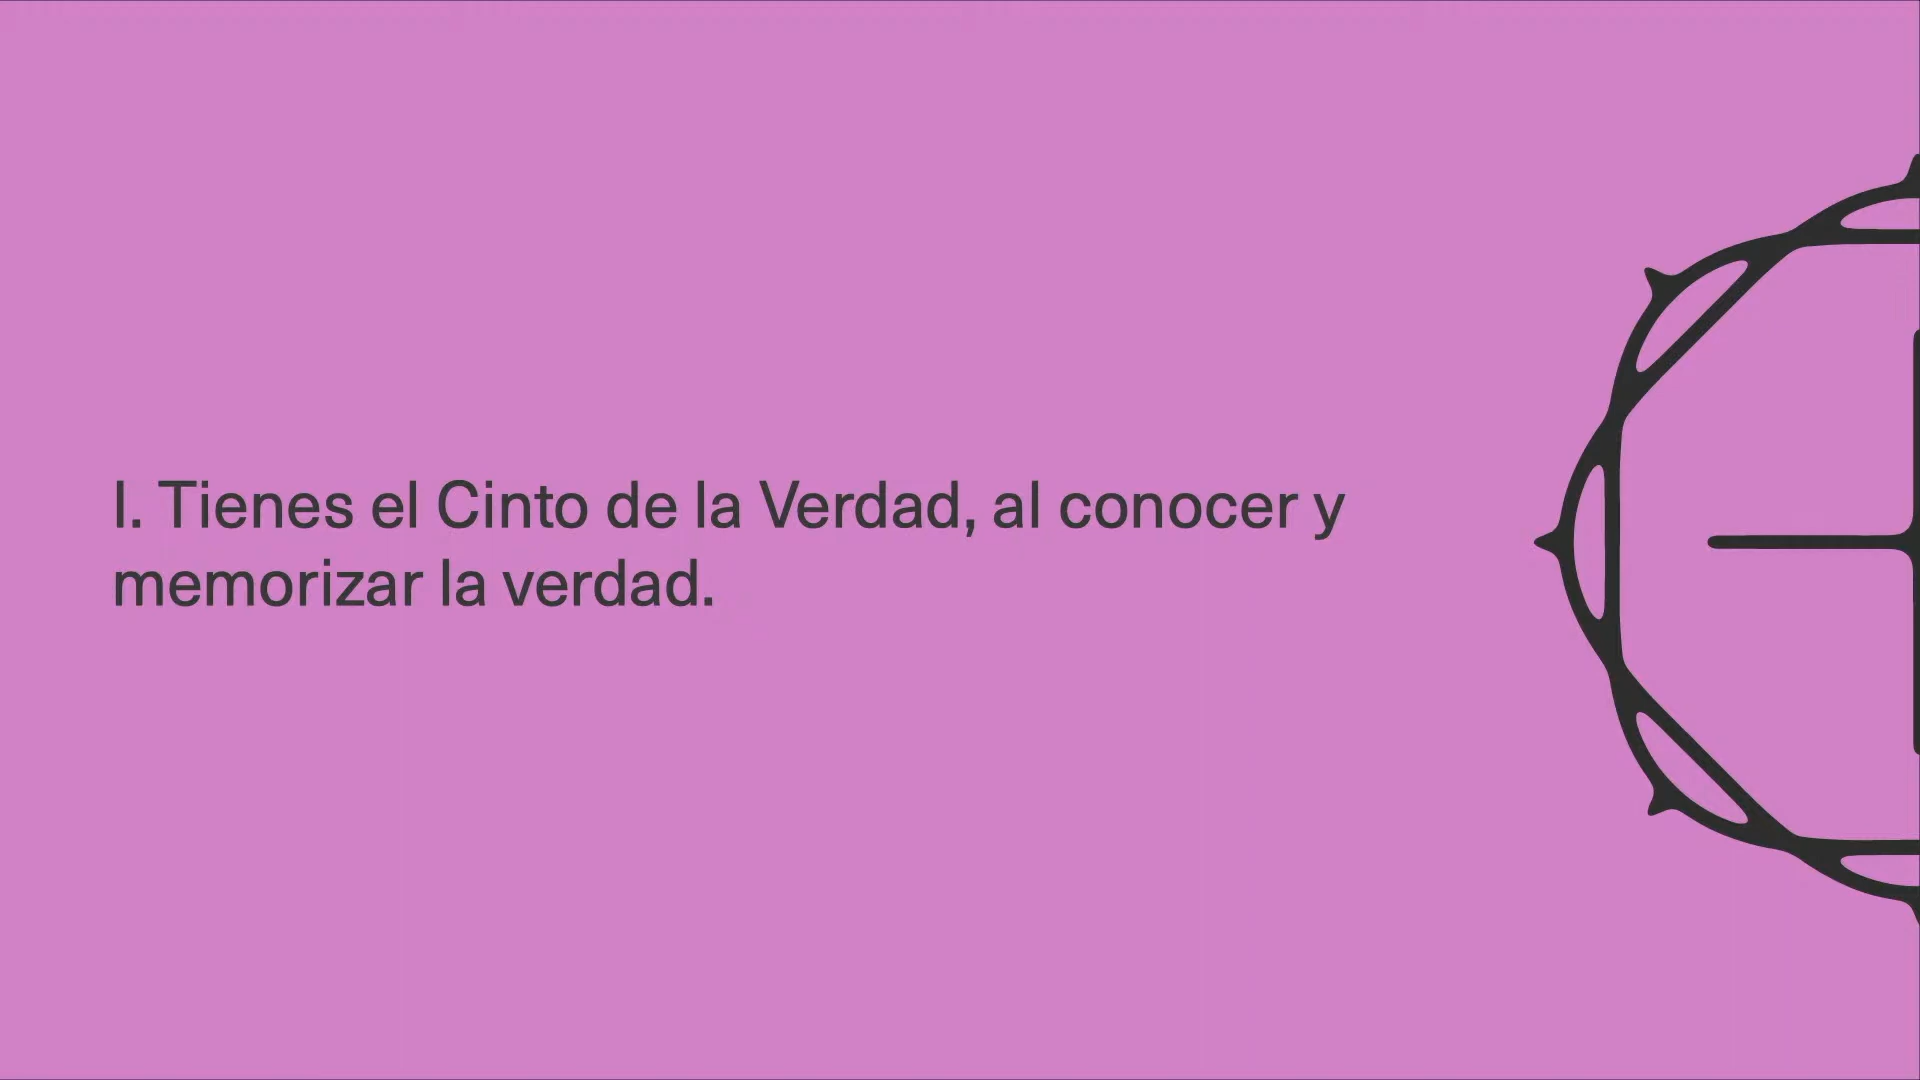 I. Tienes el Cinto de la Verdad, al conocer y
memorizar la verdad.